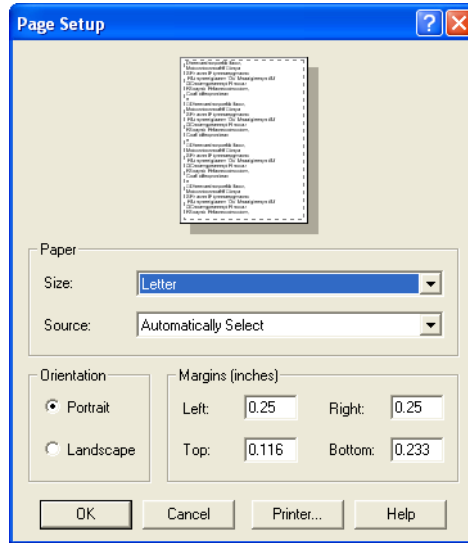 Page Setup
Paper
Size: Letter
Source: Automatically Select
Orientation
Portrait
Landscape
Margins (inches)
Left: 0.25 Right: 0.25
Top: 0.116 Bottom: 0.233
OK Cancel Printer... Help